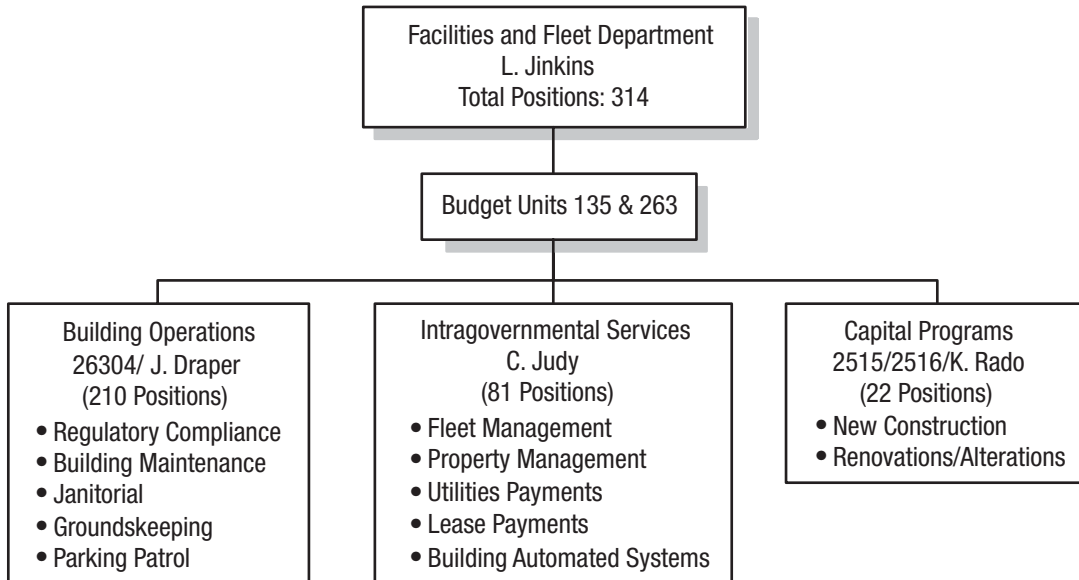 Facilities and Fleet Department
L. Jinkins
Total Positions: 314
Budget Units 135 & 263
Building Operations
26304/ J. Draper
(210 Positions)
• Regulatory Compliance
• Building Maintenance
• Janitorial
• Groundskeeping
• Parking Patrol
Intragovernmental Services
C. Judy
(81 Positions)
• Fleet Management
• Property Management
• Utilities Payments
• Lease Payments
• Building Automated Systems
Capital Programs
2515/2516/K. Rado
(22 Positions)
• New Construction
• Renovations/Alterations